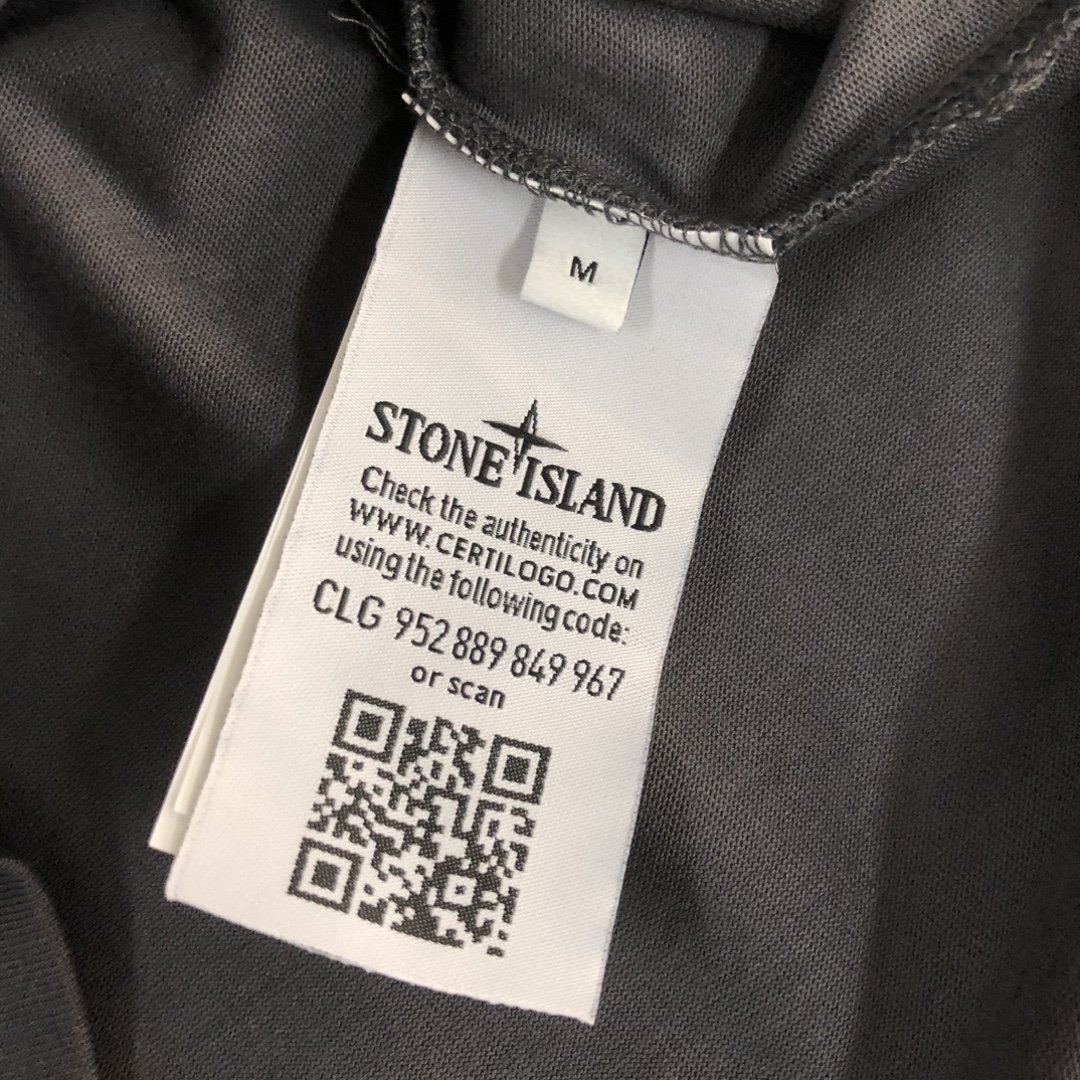 M
STONE ISLAND
Check the authenticity on
WWW.CERTILOGO.COM
using the following code:
CLG 952 889 849 967
or scan